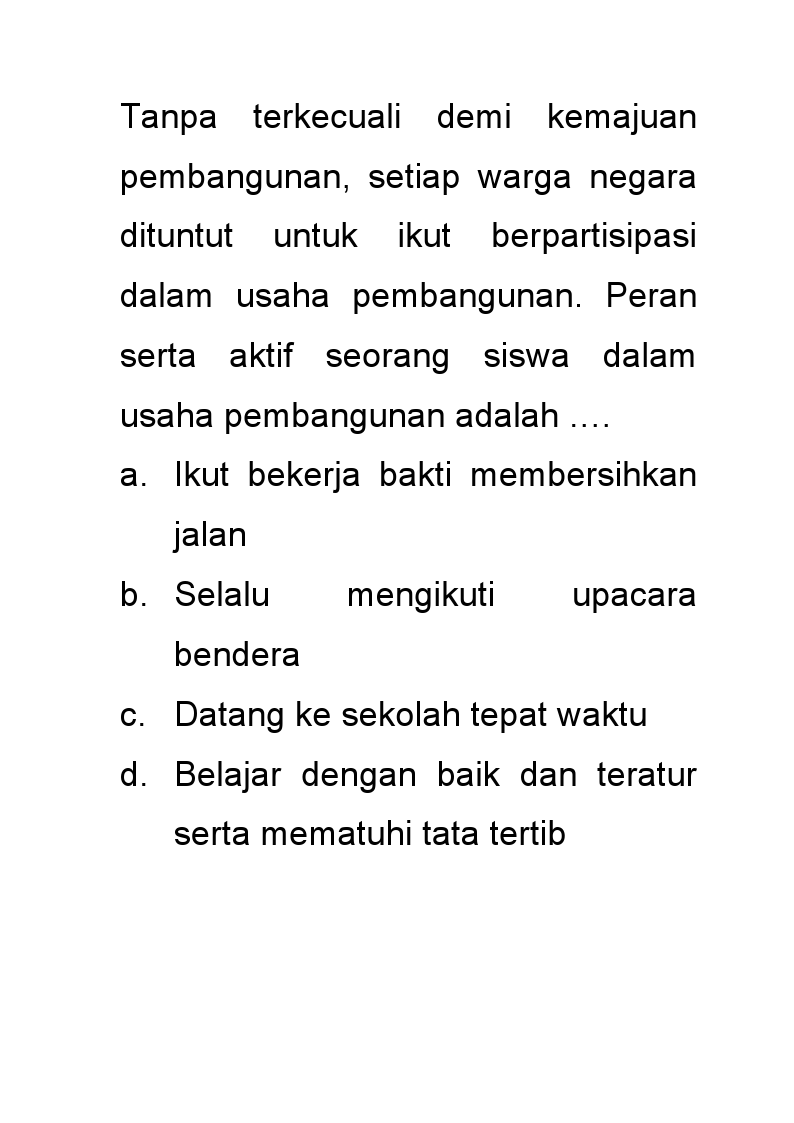 Tanpa terkecuali demi kemajuan
pembangunan, setiap warga negara
dituntut untuk ikut berpartisipasi
dalam usaha pembangunan. Peran
serta aktif seorang siswa dalam
usaha pembangunan adalah ....
a. Ikut bekerja bakti membersihkan
jalan
b. Selalu mengikuti upacara
bendera
c. Datang ke sekolah tepat waktu
d. Belajar dengan baik dan teratur
serta mematuhi tata tertib